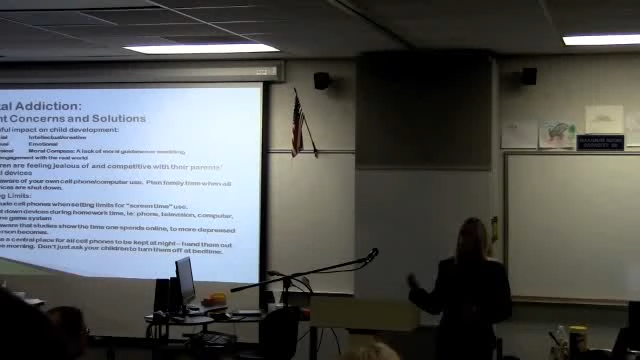 tal Addiction:
nt Concerns and Solutions
ful impact on child development:
ial Intellectual/creative
nal Emotional
Moral Compass: A lack of moral guidance or modeling
engagement with the real world
ren are feeling jealous of and competitive with their parents'
l devices
aware of your own cell phone/computer use. Plan family time when all
ices are shut down.
ng Limits:
ude cell phones when setting limits for "screen time" use.
t down devices during homework time, ie: phone, television, computer,
e game system
aware that studies show the time one spends online, to more depressed
erson becomes.
e a central place for all cell phones to be kept at night-- hand them out
e morning. Don't just ask your children to turn them off at bedtime.